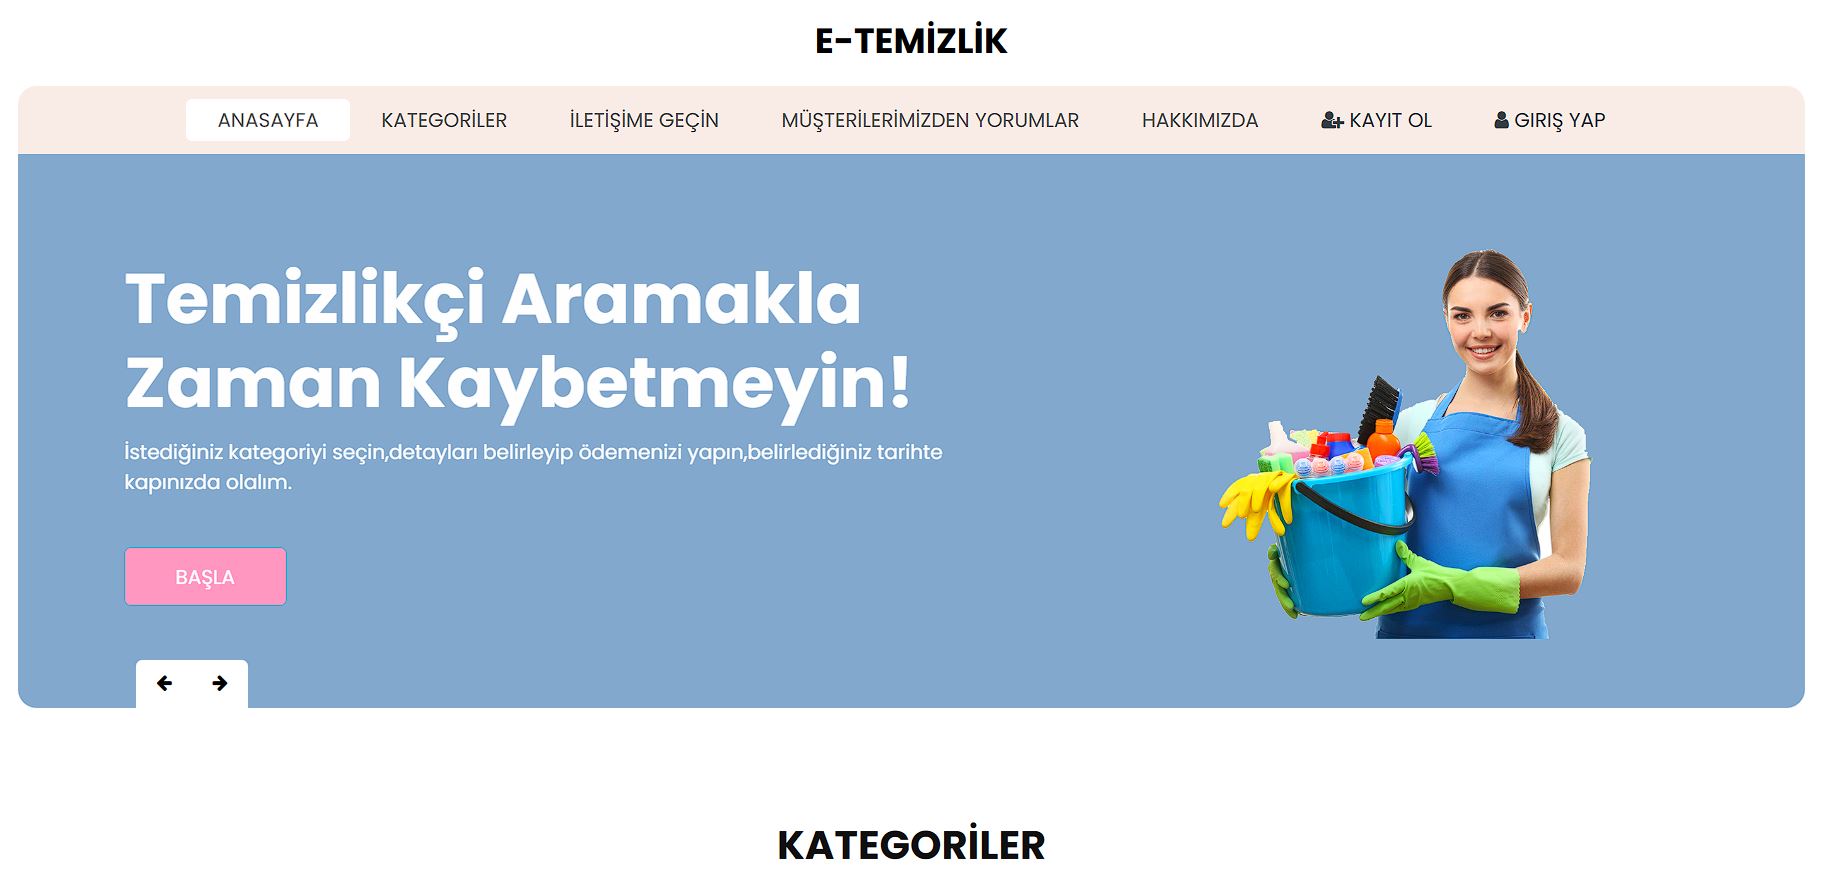 E-TEMİZLİK
ANASAYFA KATEGORİLER İLETİŞİME GEÇİN MÜŞTERİLERİMİZDEN YORUMLAR HAKKIMIZDA KAYIT OL GIRIŞ YAP
Temizlikçi Aramakla
Zaman Kaybetmeyin!
İstediğiniz kategoriyi seçin,detayları belirleyip ödemenizi yapın,belirlediğiniz tarihte
kapınızda olalım.
BAŞLA
KATEGORİLER